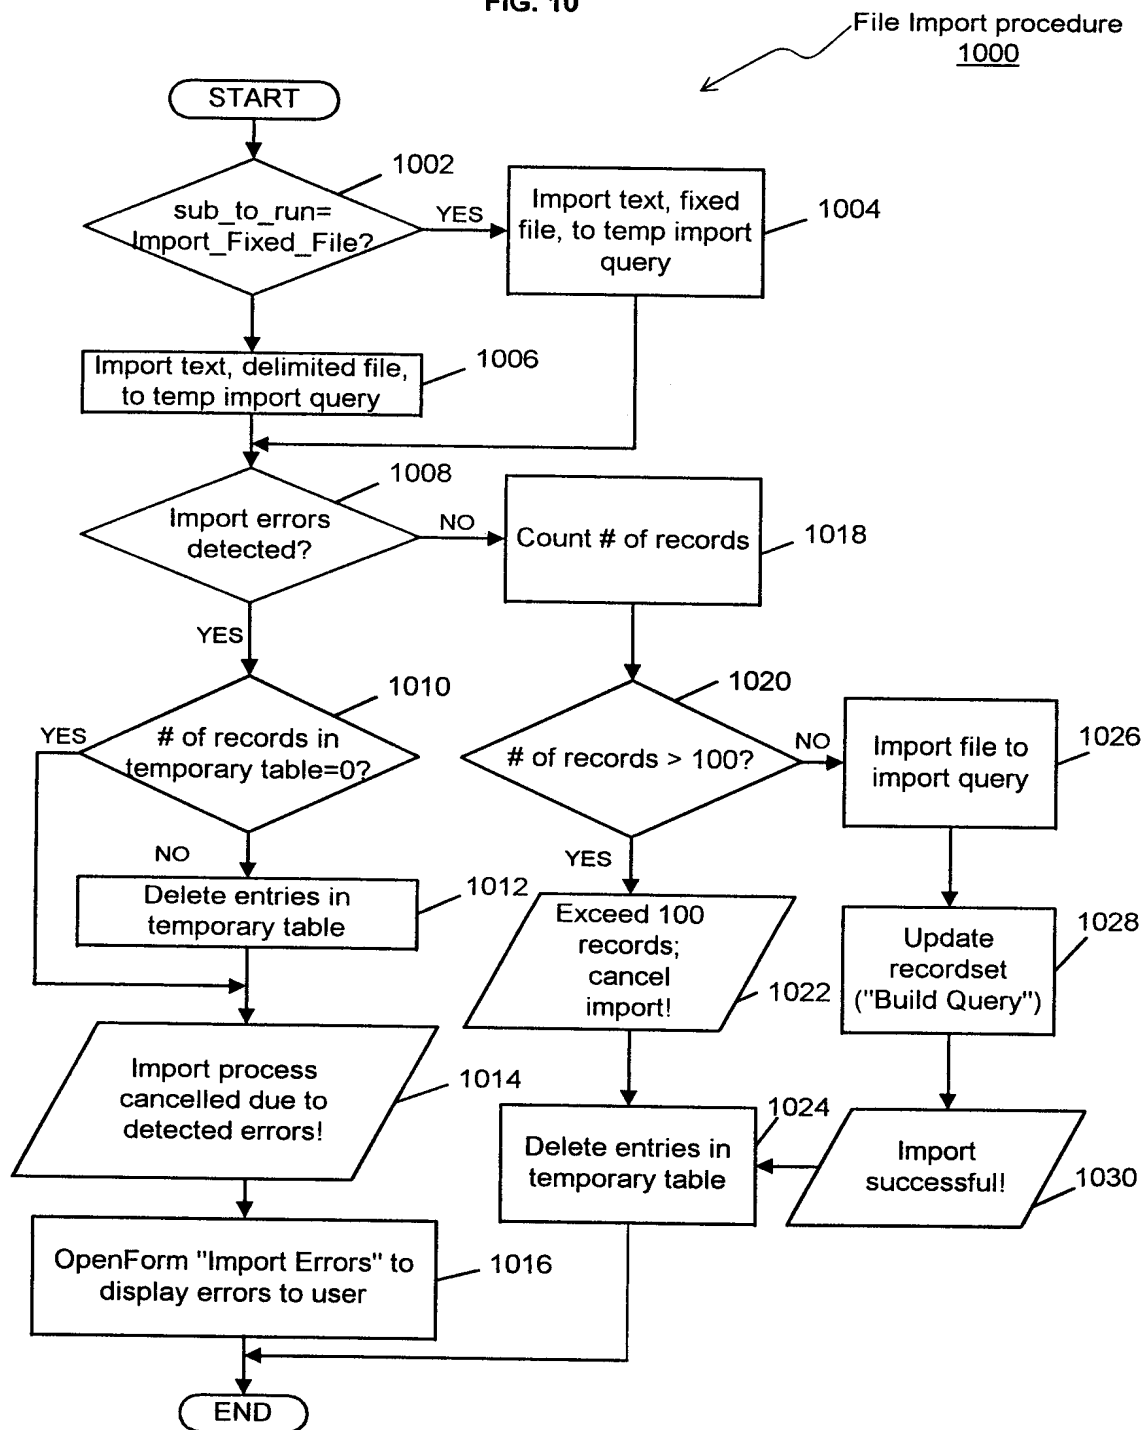 FIG. 10
File Import procedure
1000
START
1002
sub_to_run=
Import_Fixed_File?
YES
Import text, fixed
file, to temp import
query
1004
Import text, delimited file,
to temp import query
1006
1008
Import errors
detected?
NO
Count # of records
1018
YES
1010
YES
# of records in
temporary table=0?
1020
# of records > 100?
NO
Import file to
import query
1026
NO
YES
Delete entries in
temporary table
1012
Exceed 100
records;
cancel
import!
1022
Update
recordset
("Build Query")
1028
Import process
cancelled due to
detected errors!
1014
Delete entries in
temporary table
1024
Import
successful!
1030
OpenForm "Import Errors" to
display errors to user
1016
END